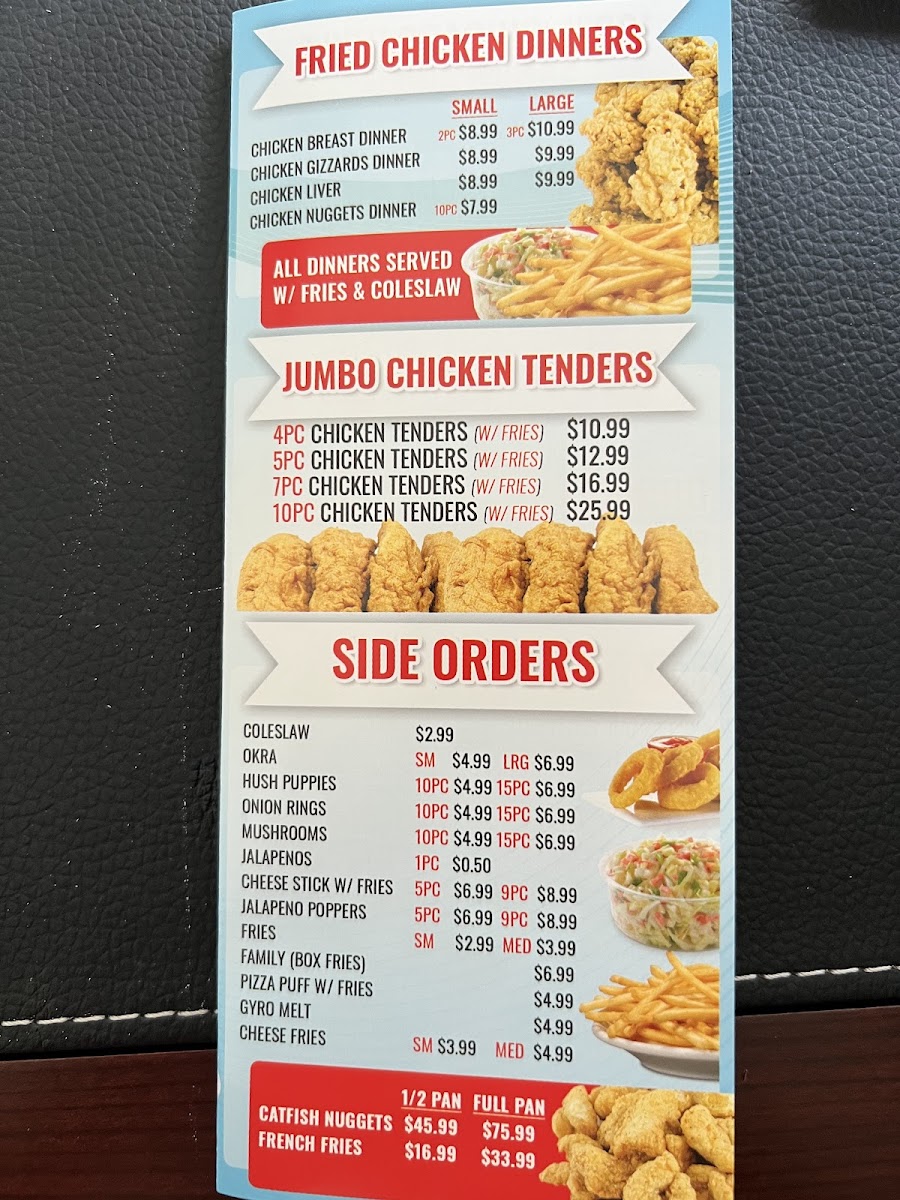 FRIED CHICKEN DINNERS
SMALL LARGE
CHICKEN BREAST DINNER 2PC $8.99 3PC $10.99
CHICKEN GIZZARDS DINNER $8.99 $9.99
CHICKEN LIVER $8.99 $9.99
CHICKEN NUGGETS DINNER 10PC $7.99
ALL DINNERS SERVED
W/ FRIES & COLESLAW
JUMBO CHICKEN TENDERS
4PC CHICKEN TENDERS (W/ FRIES) $10.99
5PC CHICKEN TENDERS (W/ FRIES) $12.99
7PC CHICKEN TENDERS (W/ FRIES) $16.99
10PC CHICKEN TENDERS (W/ FRIES) $25.99
SIDE ORDERS
COLESLAW $2.99
OKRA SM $4.99 LRG $6.99
HUSH PUPPIES 10PC $4.99 15PC $6.99
ONION RINGS 10PC $4.99 15PC $6.99
MUSHROOMS 10PC $4.99 15PC $6.99
JALAPENOS 1PC $0.50
CHEESE STICK W/ FRIES 5PC $6.99 9PC $8.99
JALAPENO POPPERS 5PC $6.99 9PC $8.99
FRIES SM $2.99 MED $3.99
FAMILY (BOX FRIES) $6.99
PIZZA PUFF W/ FRIES $4.99
GYRO MELT $4.99
CHEESE FRIES SM $3.99 MED $4.99
1/2 PAN FULL PAN
CATFISH NUGGETS $45.99 $75.99
FRENCH FRIES $16.99 $33.99